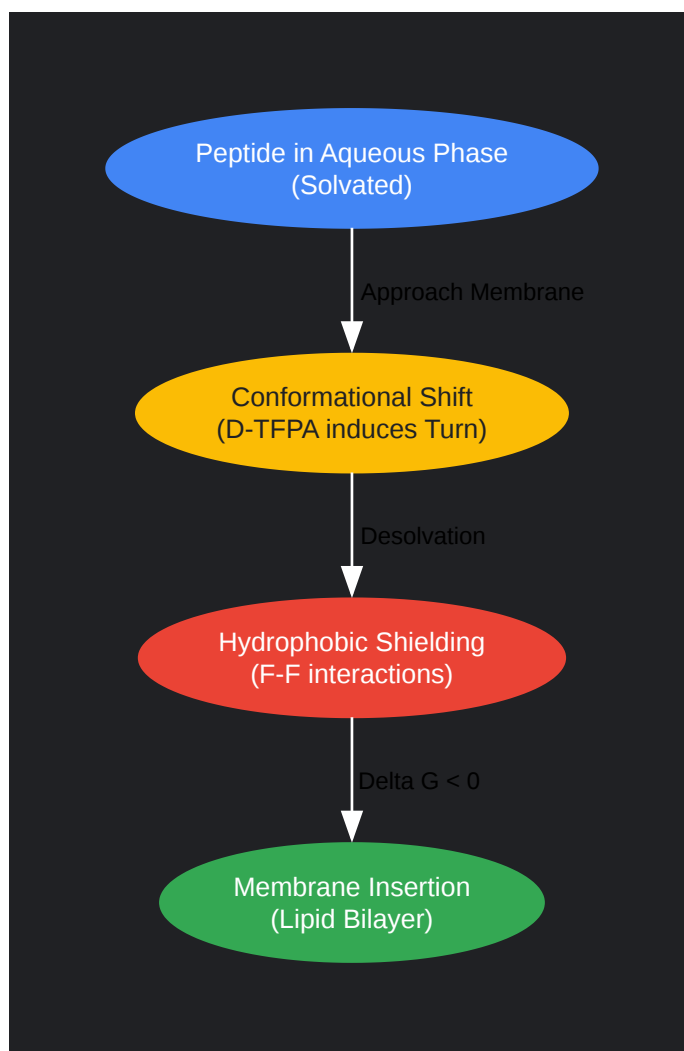 Peptide in Aqueous Phase
(Solvated)
Approach Membrane
Conformational Shift
(D-TFPA induces Turn)
Desolvation
Hydrophobic Shielding
(F-F interactions)
Delta G < 0
Membrane Insertion
(Lipid Bilayer)